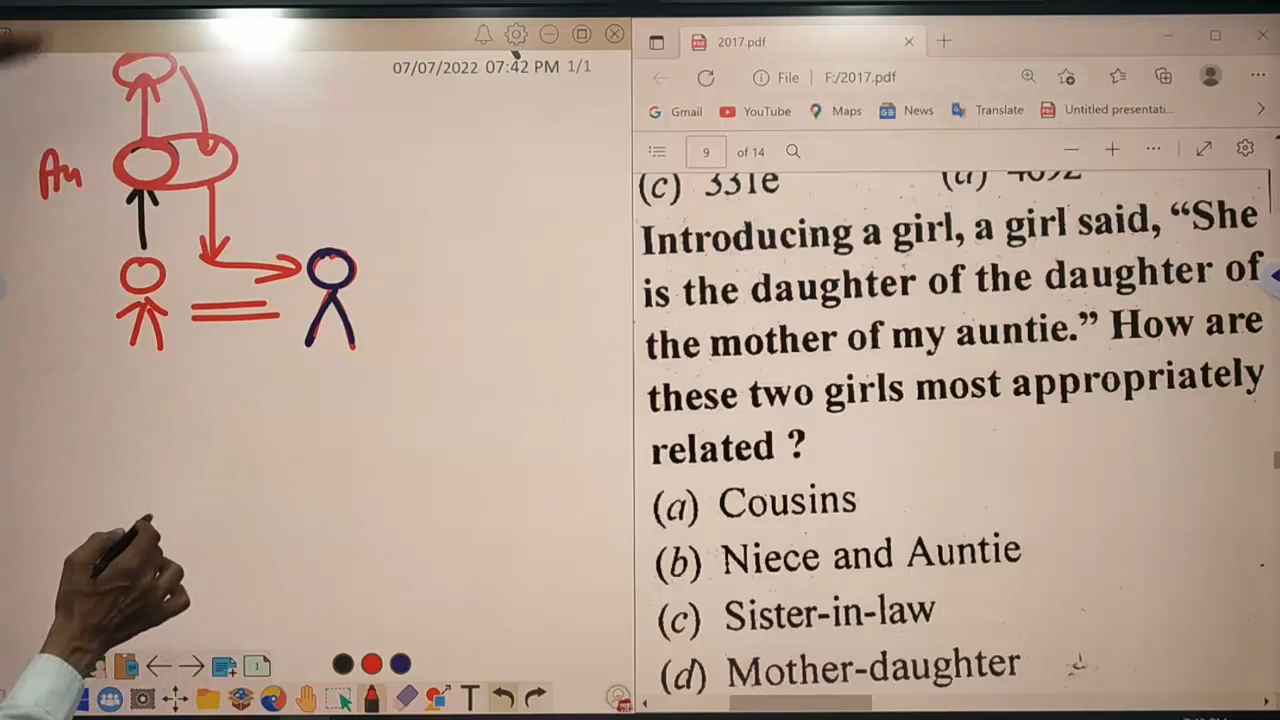 07/07/2022 07:42 PM 1/1
Au
2017.pdf
File F:/2017.pdf
Gmail YouTube Maps News Translate Untitled presentati...
9 of 14
(c) 331e
Introducing a girl, a girl said, “She
is the daughter of the daughter of
the mother of my auntie.” How are
these two girls most appropriately
related ?
(a) Cousins
(b) Niece and Auntie
(c) Sister-in-law
(d) Mother-daughter
1
T